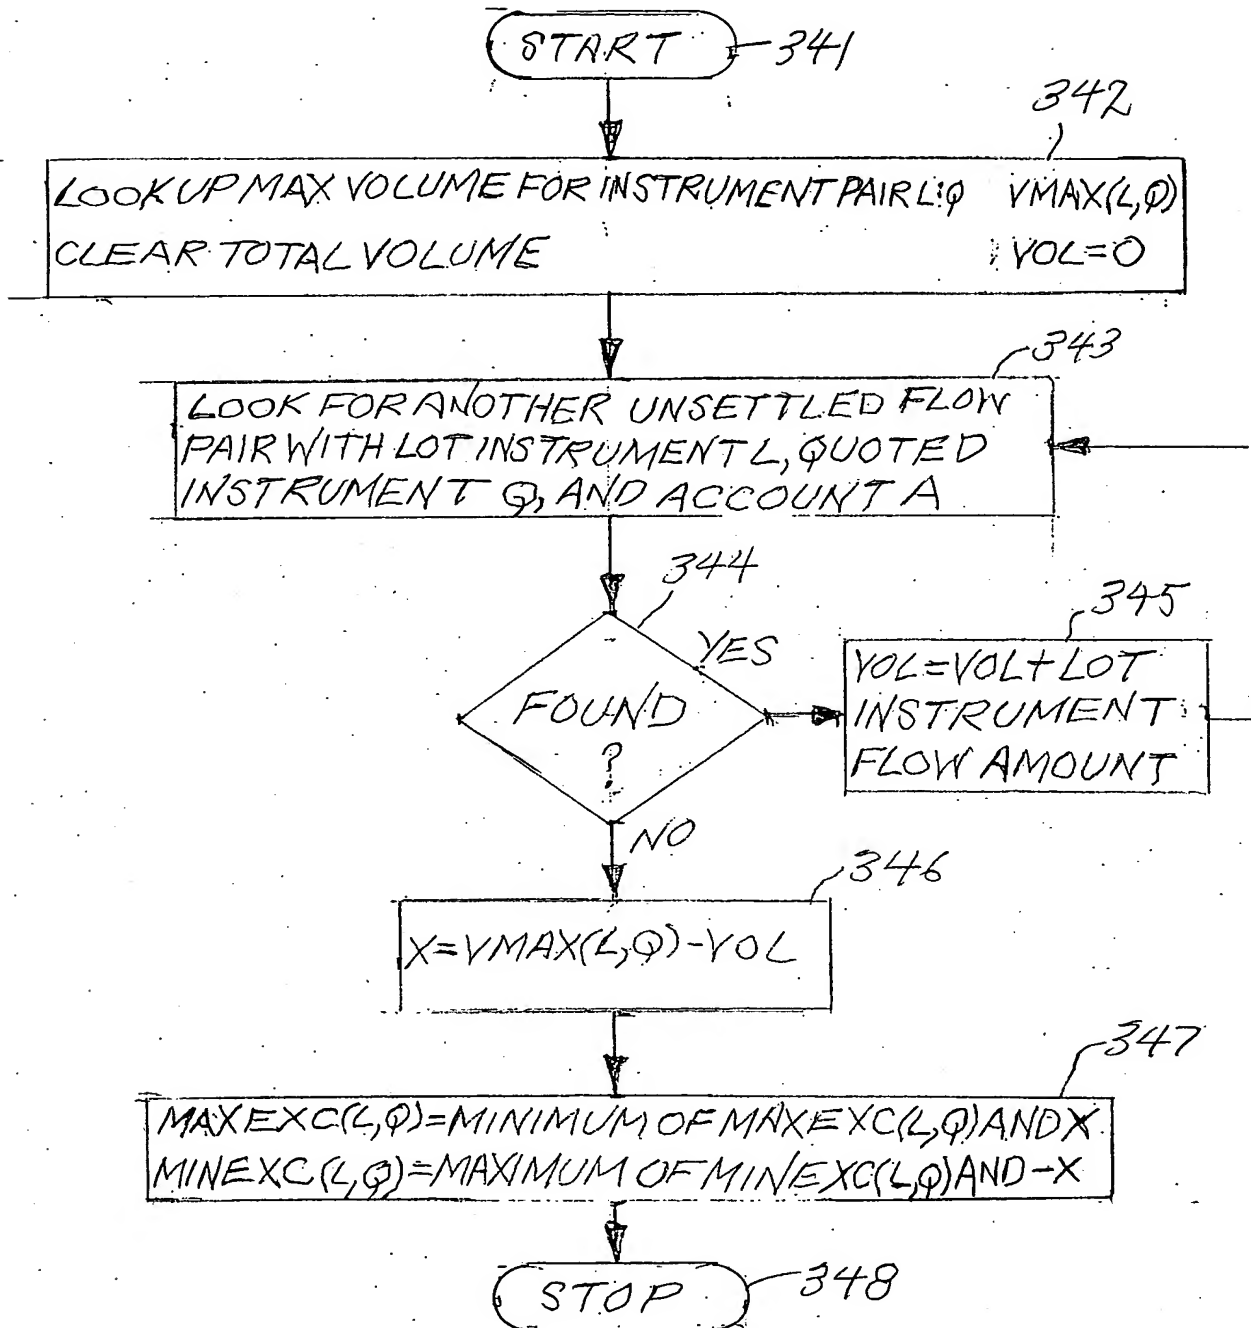 START 341
342
LOOK UP MAX VOLUME FOR INSTRUMENT PAIR L:Q VMAX(L,Q)
CLEAR TOTAL VOLUME VOL=0
343
LOOK FOR ANOTHER UNSETTLED FLOW
PAIR WITH LOT INSTRUMENT L, QUOTED
INSTRUMENT Q, AND ACCOUNT A
344
FOUND
?
YES
345
VOL=VOL+LOT
INSTRUMENT
FLOW AMOUNT
NO
346
X=VMAX(L,Q)-VOL
347
MAXEXC(L,Q)=MINIMUM OF MAXEXC(L,Q) AND X
MINEXC(L,Q)=MAXIMUM OF MINEXC(L,Q) AND -X
STOP 348